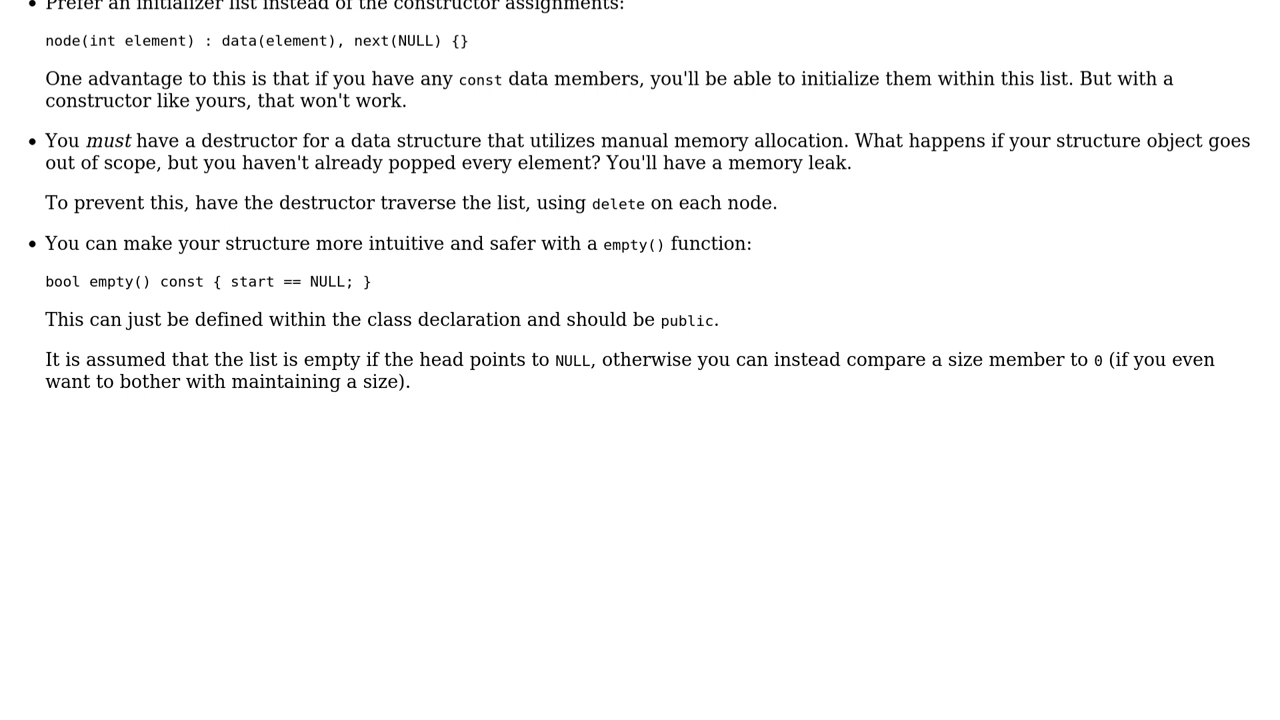 Prefer an initializer list instead of the constructor assignments:
node(int element) : data(element), next(NULL) {}
One advantage to this is that if you have any const data members, you'll be able to initialize them within this list. But with a
constructor like yours, that won't work.
You must have a destructor for a data structure that utilizes manual memory allocation. What happens if your structure object goes
out of scope, but you haven't already popped every element? You'll have a memory leak.
To prevent this, have the destructor traverse the list, using delete on each node.
You can make your structure more intuitive and safer with a empty() function:
bool empty() const { start == NULL; }
This can just be defined within the class declaration and should be public.
It is assumed that the list is empty if the head points to NULL, otherwise you can instead compare a size member to 0 (if you even
want to bother with maintaining a size).